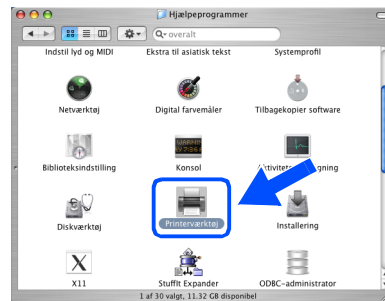 Hjælpeprogrammer
overalt
Indstil lyd og MIDI Ekstra til asiatisk tekst Systemprofil
Netværktøj Digital farvemåler Tilbagekopier software
Biblioteksindstilling Konsol
Diskværktøj Printerværktøj Installering
X11 StuffIt Expander ODBC-administrator
1 af 30 valgt, 11.32 GB disponibel